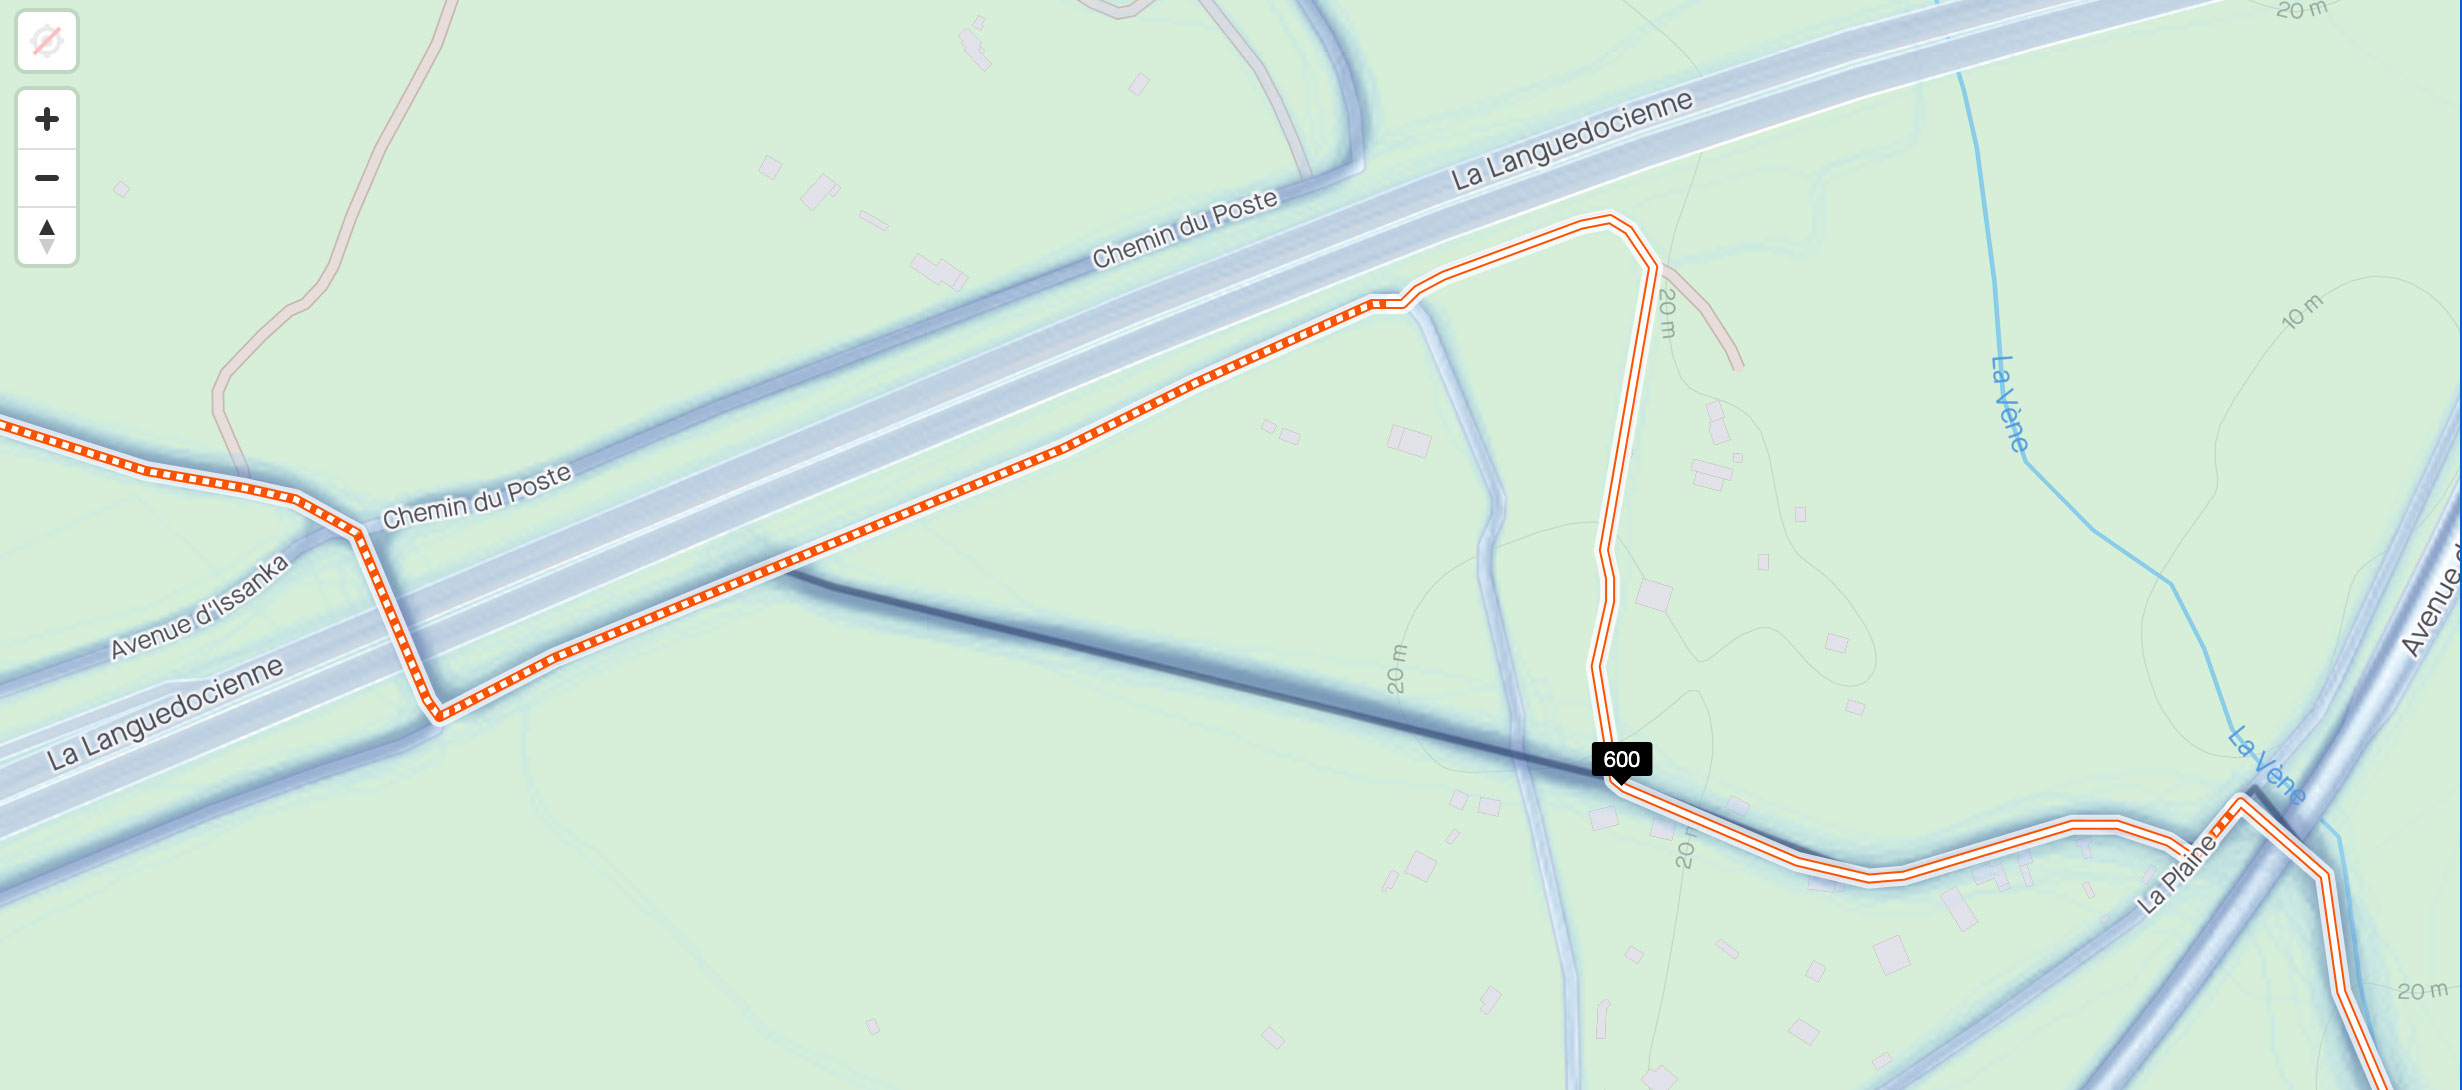 20 m
La Languedocienne
Chemin du Poste
20 m
10 m
La Vène
Chemin du Poste
Avenue d'Issanka
La Languedocienne
20 m
Avenue
600
La Vène
20 m
La Plaine
20 m